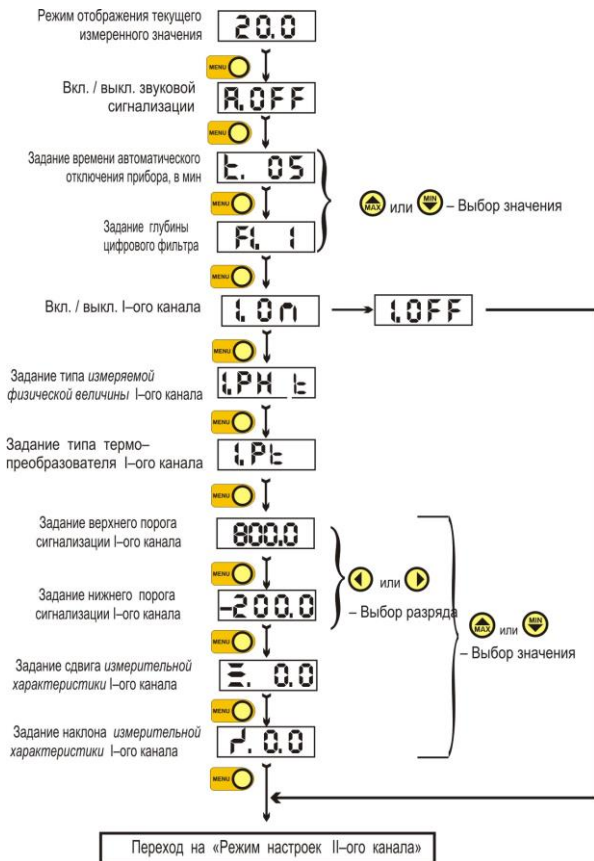 Режим отображения текущего
измеренного значения
20.0
MENU
Вкл. / выкл. звуковой
сигнализации
A.OFF
MENU
Задание времени автоматического
отключения прибора, в мин
t. 05
MENU
Задание глубины
цифрового фильтра
Fi. 1
MAX или MIN – Выбор значения
MENU
Вкл. / выкл. I–ого канала
1.On
1.OFF
MENU
Задание типа измеряемой
физической величины I–ого канала
1.PH t
MENU
Задание типа термо–
преобразователя I–ого канала
1.Pt
MENU
Задание верхнего порога
сигнализации I–ого канала
800.0
MENU
Задание нижнего порога
сигнализации I–ого канала
-200.0
или
– Выбор разряда
MAX или MIN
– Выбор значения
MENU
Задание сдвига измерительной
характеристики I–ого канала
0.0
MENU
Задание наклона измерительной
характеристики I–ого канала
0.0
MENU
Переход на «Режим настроек II–ого канала»